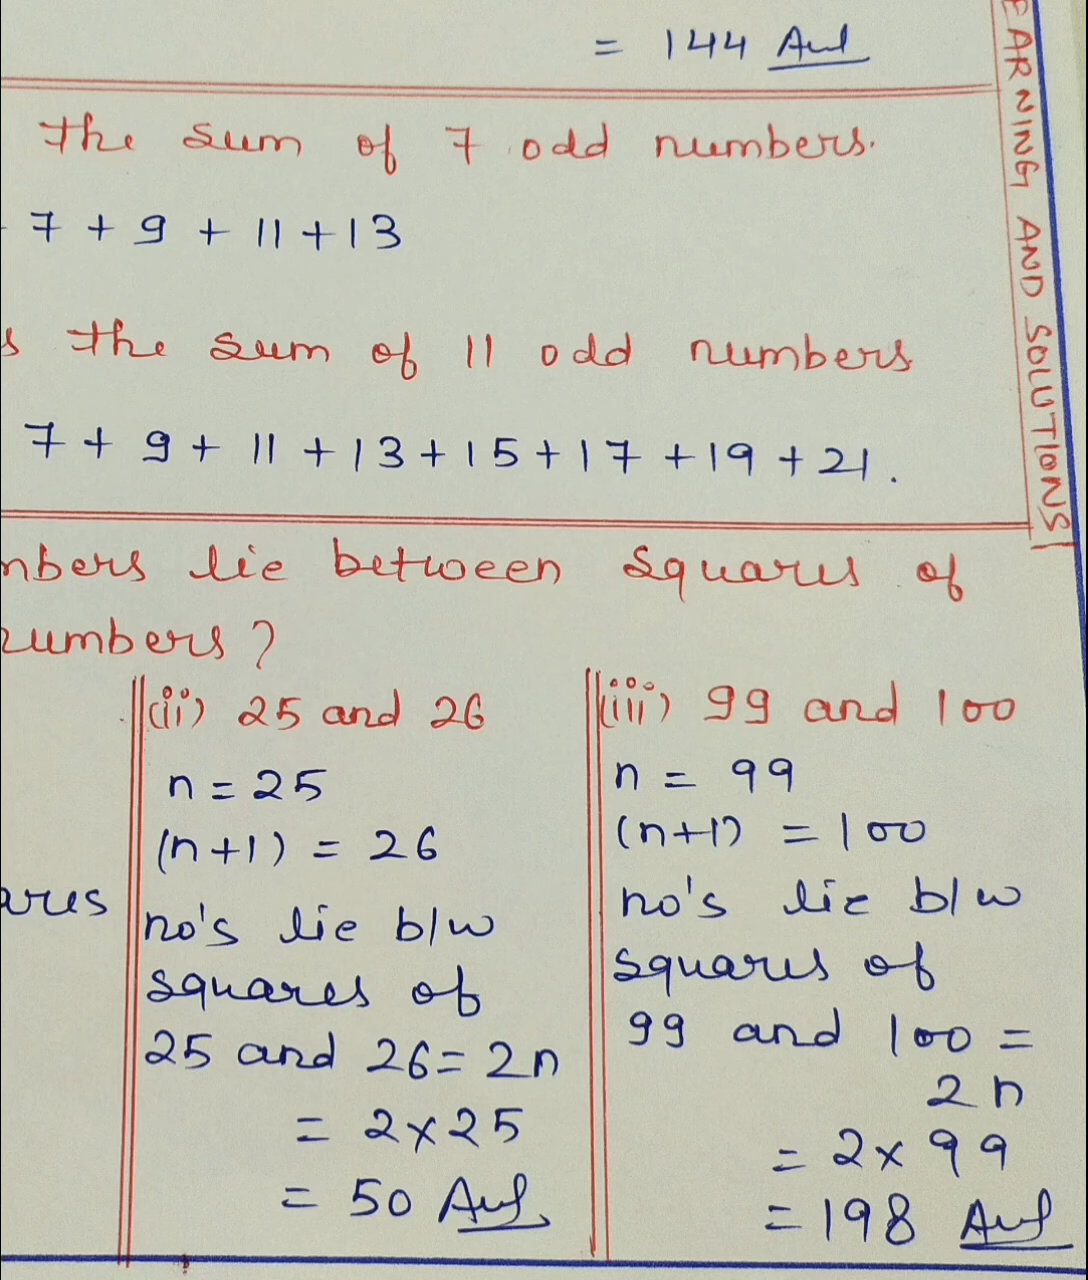 = 144 Ans
the sum of 7 odd numbers.
7 + 9 + 11 + 13
s the sum of 11 odd numbers
7 + 9 + 11 + 13 + 15 + 17 + 19 + 21.
mbers lie between squares of
numbers?
(ii) 25 and 26
n = 25
(n+1) = 26
no's lie b/w
squares of
25 and 26 = 2n
= 2×25
= 50 Ans
(iii) 99 and 100
n = 99
(n+1) = 100
no's lie b/w
squares of
99 and 100 =
2n
= 2×99
= 198 Ans
ares
EARNING AND SOLUTIONS!